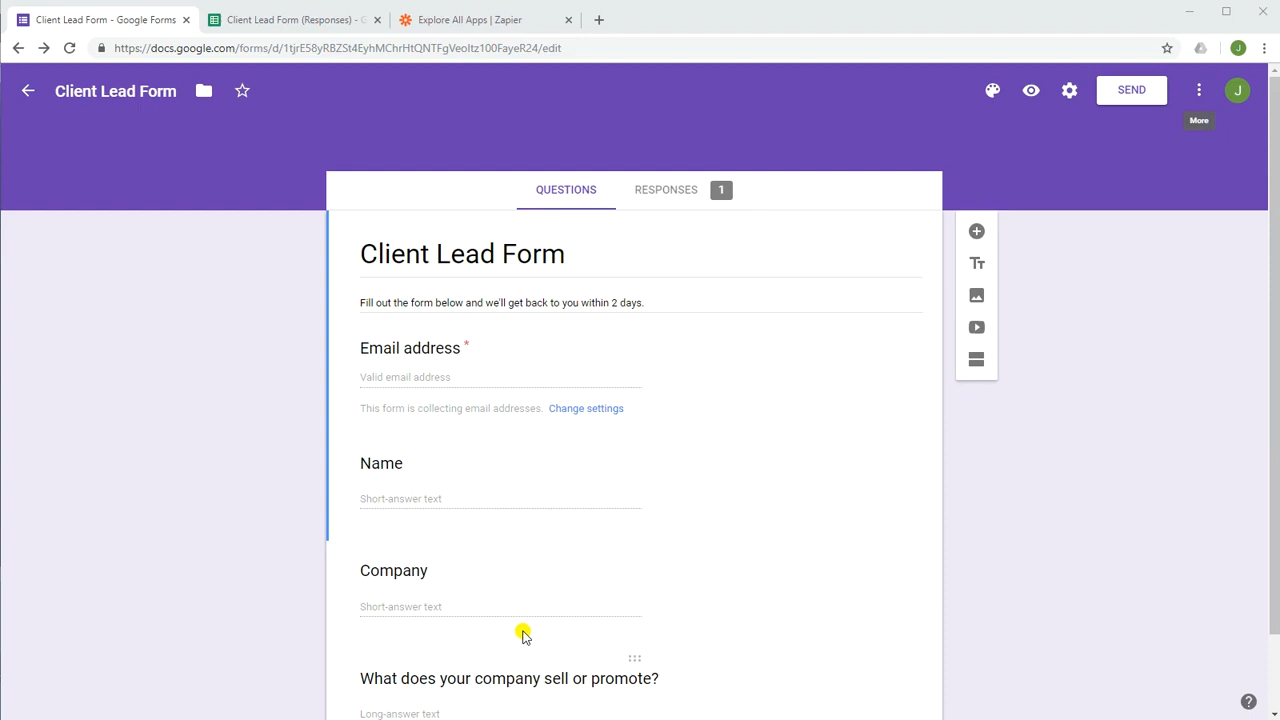 Client Lead Form - Google Forms
Client Lead Form (Responses) - G
Explore All Apps | Zapier
https://docs.google.com/forms/d/1tjrE58yRBZSt4EyhMChrHtQNTFgVeoltz100FayeR24/edit
J
Client Lead Form
SEND
J
More
QUESTIONS
RESPONSES 1
Client Lead Form
Fill out the form below and we'll get back to you within 2 days.
Email address *
Valid email address
This form is collecting email addresses. Change settings
Name
Short-answer text
Company
Short-answer text
What does your company sell or promote?
Long-answer text